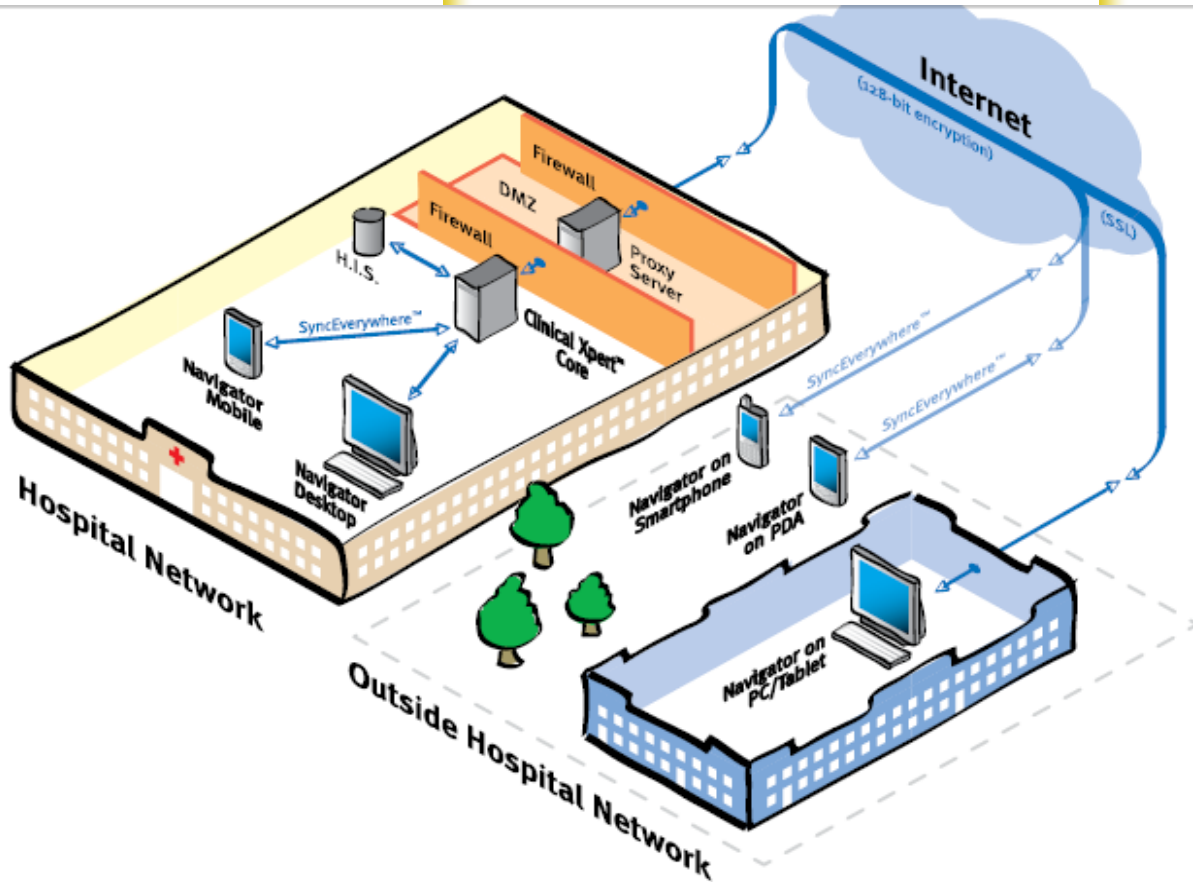 Internet
(128-bit encryption)
(SSL)
Firewall
DMZ
Firewall
Proxy
Server
H.I.S.
Clinical Xpert™
Core
SyncEverywhere™
Navigator
Mobile
Navigator
Desktop
Hospital Network
SyncEverywhere™
SyncEverywhere™
Navigator on
Smartphone
Navigator
on PDA
Navigator on
PC/Tablet
Outside Hospital Network